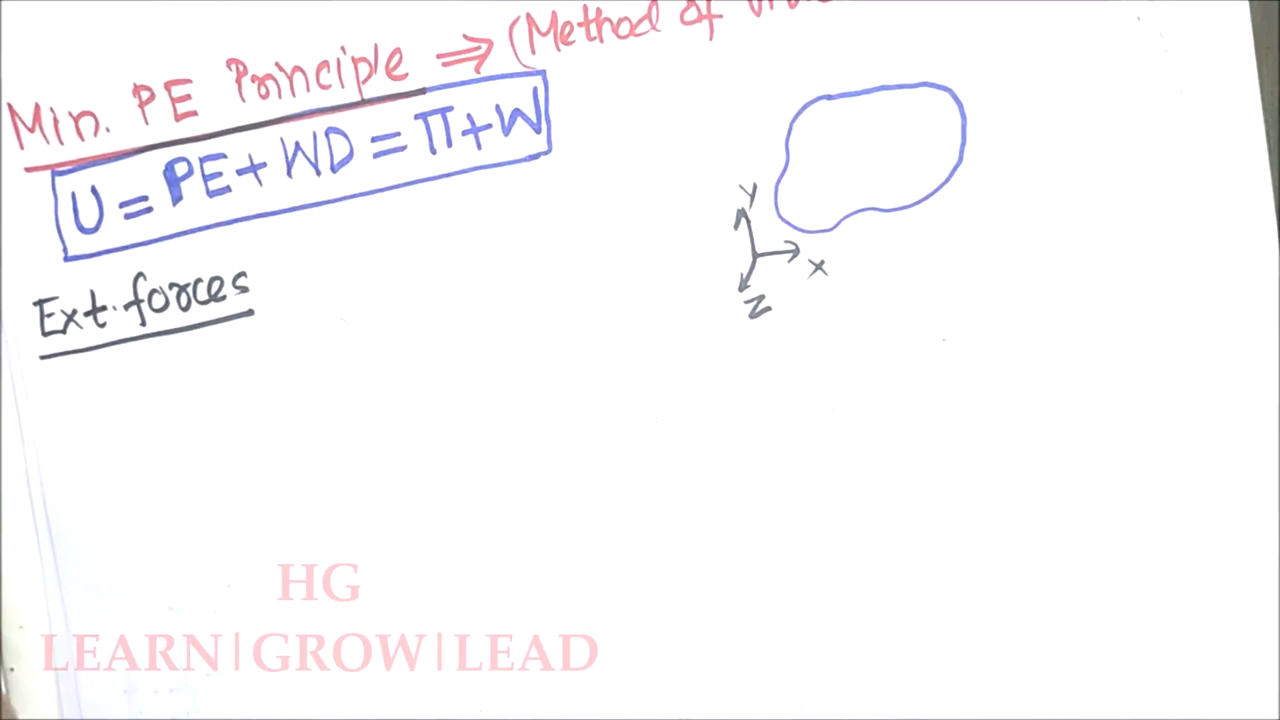 Min. PE Principle ⇒ (Method of
U = PE + WD = Π + W
Ext. forces
Y
X
Z
HG
LEARN|GROW|LEAD